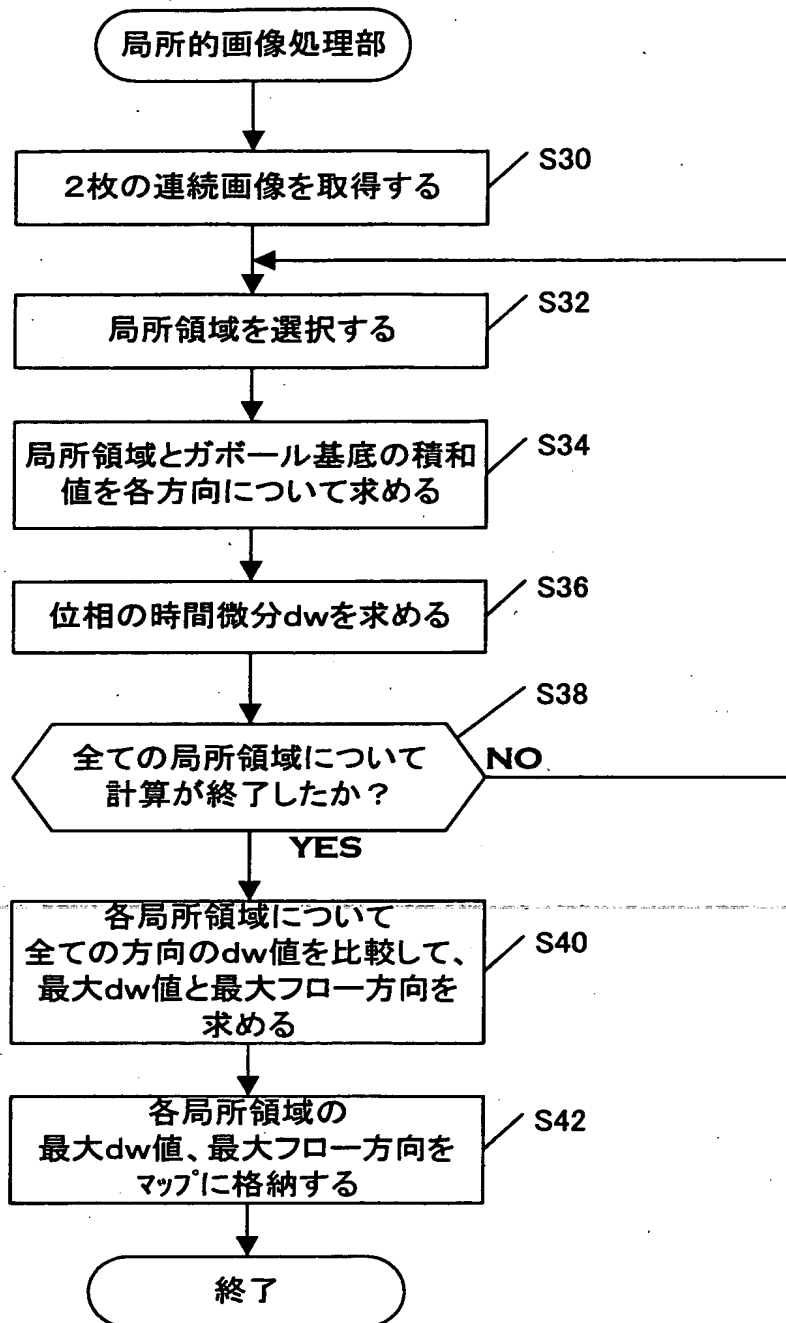 局所的画像処理部
2枚の連続画像を取得する
S30
局所領域を選択する
S32
局所領域とガボール基底の積和
値を各方向について求める
S34
位相の時間微分dwを求める
S36
全ての局所領域について
計算が終了したか？
S38
NO
YES
各局所領域について
全ての方向のdw値を比較して、
最大dw値と最大フロー方向を
求める
S40
各局所領域の
最大dw値、最大フロー方向を
マップに格納する
S42
終了